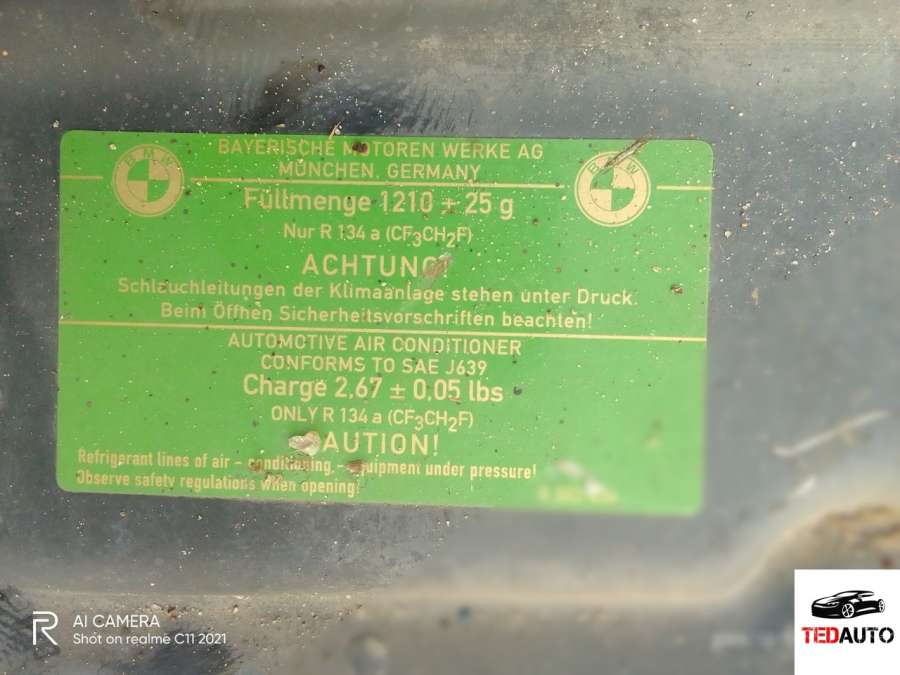 BAYERISCHE MOTOREN WERKE AG
MÜNCHEN, GERMANY
BMW
BMW
Füllmenge 1210 ± 25 g
Nur R 134 a (CF₃CH₂F)
ACHTUNG
Schlauchleitungen der Klimaanlage stehen unter Druck.
Beim Öffnen Sicherheitsvorschriften beachten!
AUTOMOTIVE AIR CONDITIONER
CONFORMS TO SAE J639
Charge 2,67 ± 0,05 lbs
ONLY R 134 a (CF₃CH₂F)
CAUTION!
Refrigerant lines of air - conditioning. - equipment under pressure!
Observe safety regulations when opening!
AI CAMERA
Shot on realme C11 2021
TEDAUTO